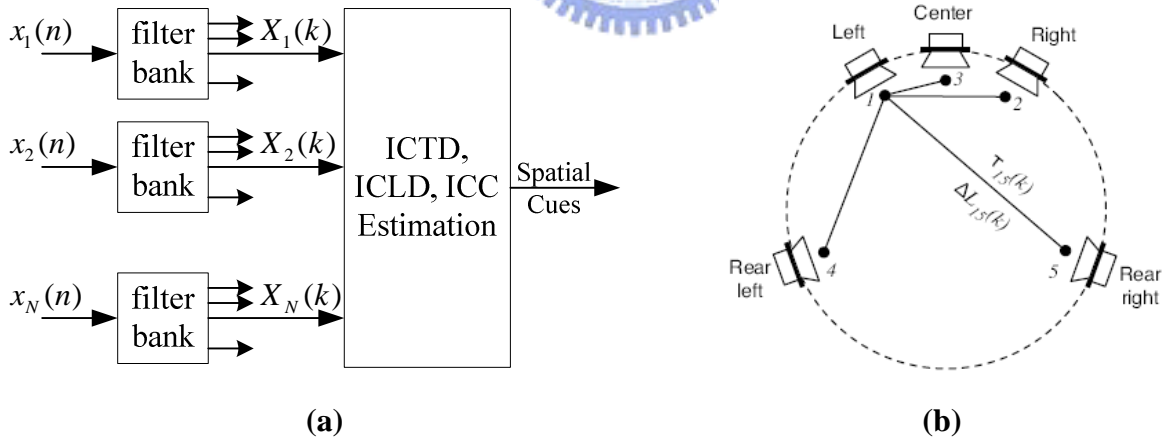 x₁(n)
filter
bank
X₁(k)
x₂(n)
filter
bank
X₂(k)
x_N(n)
filter
bank
X_N(k)
ICTD,
ICLD, ICC
Estimation
Spatial
Cues
(a)
Center
Left
Right
3
1
2
τ₁₅(k)
ΔL₁₅(k)
Rear
left
4
5
Rear
right
(b)